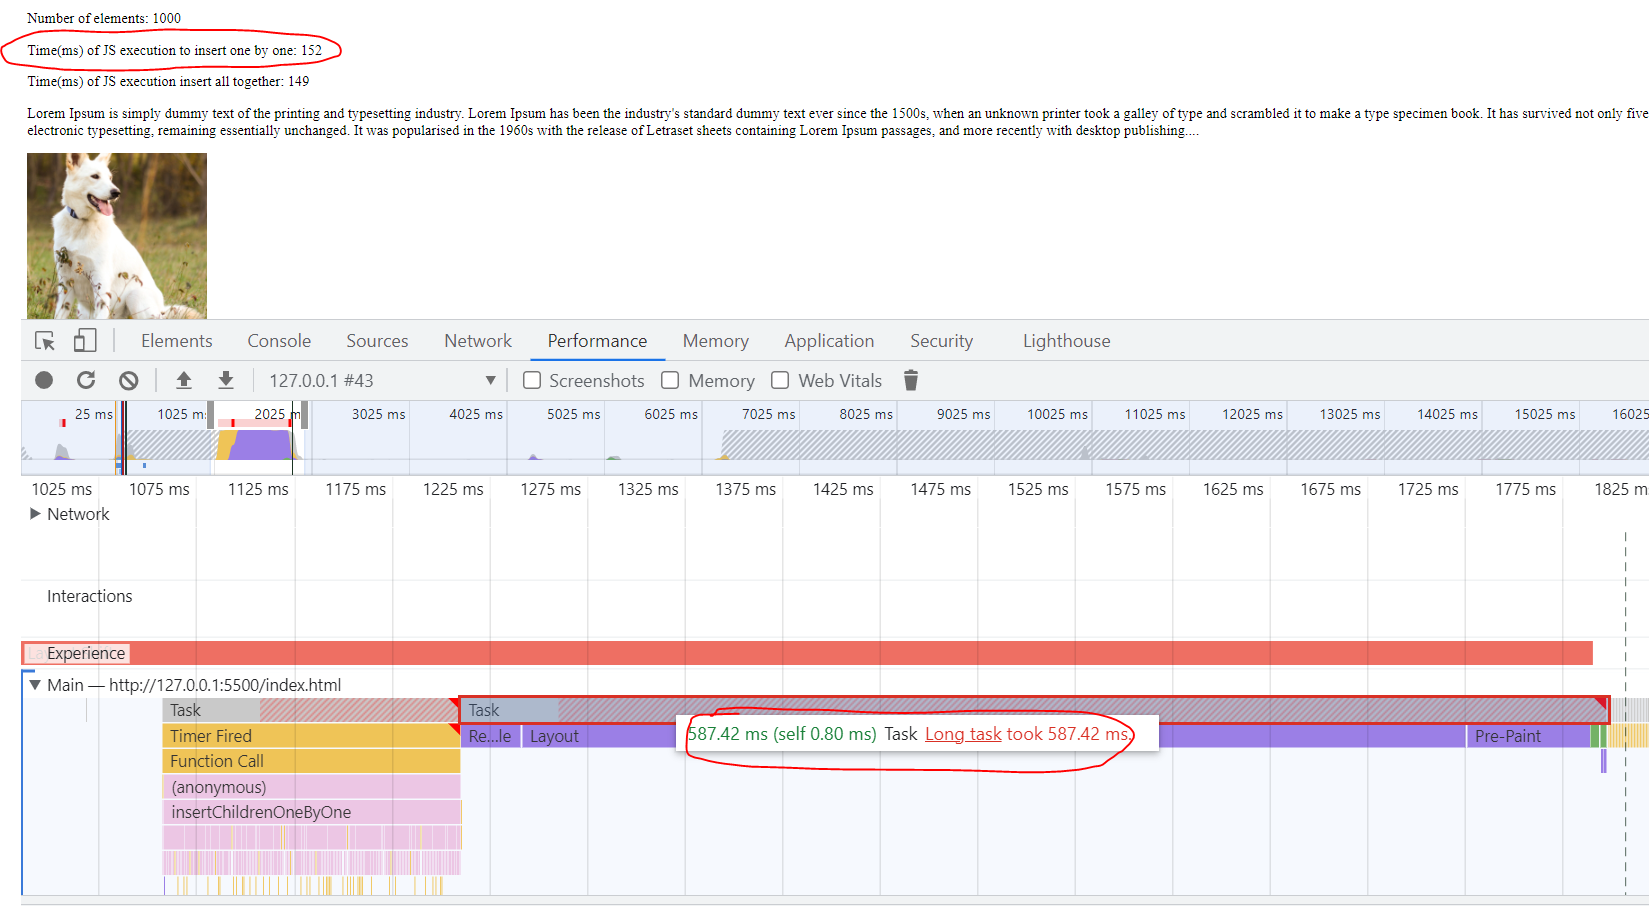 Number of elements: 1000
Time(ms) of JS execution to insert one by one: 152
Time(ms) of JS execution insert all together: 149
Lorem Ipsum is simply dummy text of the printing and typesetting industry. Lorem Ipsum has been the industry's standard dummy text ever since the 1500s, when an unknown printer took a galley of type and scrambled it to make a type specimen book. It has survived not only five
electronic typesetting, remaining essentially unchanged. It was popularised in the 1960s with the release of Letraset sheets containing Lorem Ipsum passages, and more recently with desktop publishing....
Elements Console Sources Network Performance Memory Application Security Lighthouse
127.0.0.1 #43 Screenshots Memory Web Vitals
25 ms 1025 m 2025 m 3025 ms 4025 ms 5025 ms 6025 ms 7025 ms 8025 ms 9025 ms 10025 ms 11025 ms 12025 ms 13025 ms 14025 ms 15025 ms 16025
1025 ms 1075 ms 1125 ms 1175 ms 1225 ms 1275 ms 1325 ms 1375 ms 1425 ms 1475 ms 1525 ms 1575 ms 1625 ms 1675 ms 1725 ms 1775 ms 1825 m
Network
Interactions
Experience
Main — http://127.0.0.1:5500/index.html
Task Task
587.42 ms (self 0.80 ms) Task Long task took 587.42 ms.
Timer Fired Re...le Layout Pre-Paint
Function Call
(anonymous)
insertChildrenOneByOne